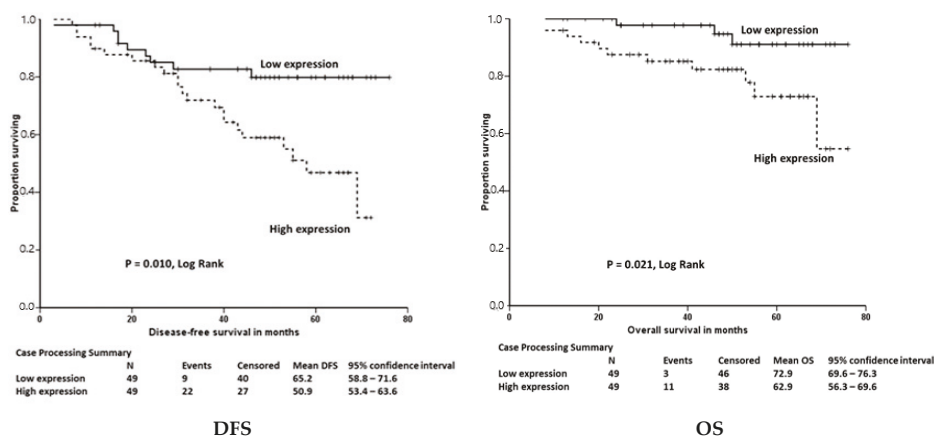 1.0
0.8
0.6
0.4
0.2
0.0
Proportion surviving
Low expression
High expression
P = 0.010, Log Rank
0 20 40 60 80
Disease-free survival in months
Case Processing Summary
N Events Censored Mean DFS 95% confidence interval
Low expression 49 9 40 65.2 58.8 – 71.6
High expression 49 22 27 50.9 53.4 – 63.6
DFS
1.0
0.8
0.6
0.4
0.2
0.0
Proportion surviving
Low expression
High expression
P = 0.021, Log Rank
0 20 40 60 80
Overall survival in months
Case Processing Summary
N Events Censored Mean OS 95% confidence interval
Low expression 49 3 46 72.9 69.6 – 76.3
High expression 49 11 38 62.9 56.3 – 69.6
OS